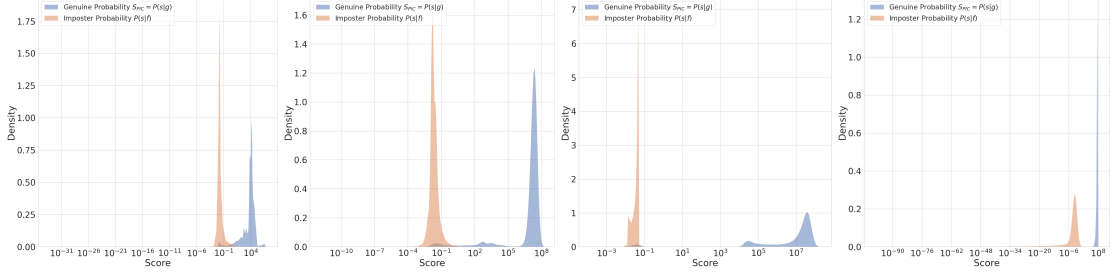 Genuine Probability S_PIC = P(s|g)
Imposter Probability P(s|f)
1.75
1.50
1.25
1.00
0.75
0.50
0.25
0.00
Density
10^-31 10^-26 10^-21 10^-16 10^-11 10^-6 10^-1 10^4
Score
Genuine Probability S_PIC = P(s|g)
Imposter Probability P(s|f)
1.6
1.4
1.2
1.0
0.8
0.6
0.4
0.2
0.0
Density
10^-10 10^-7 10^-4 10^-1 10^2 10^5 10^8
Score
Genuine Probability S_PIC = P(s|g)
Imposter Probability P(s|f)
7
6
5
4
3
2
1
0
Density
10^-3 10^-1 10^1 10^3 10^5 10^7
Score
Genuine Probability S_PIC = P(s|g)
Imposter Probability P(s|f)
1.2
1.0
0.8
0.6
0.4
0.2
0.0
Density
10^-90 10^-76 10^-62 10^-48 10^-34 10^-20 10^-6 10^8
Score